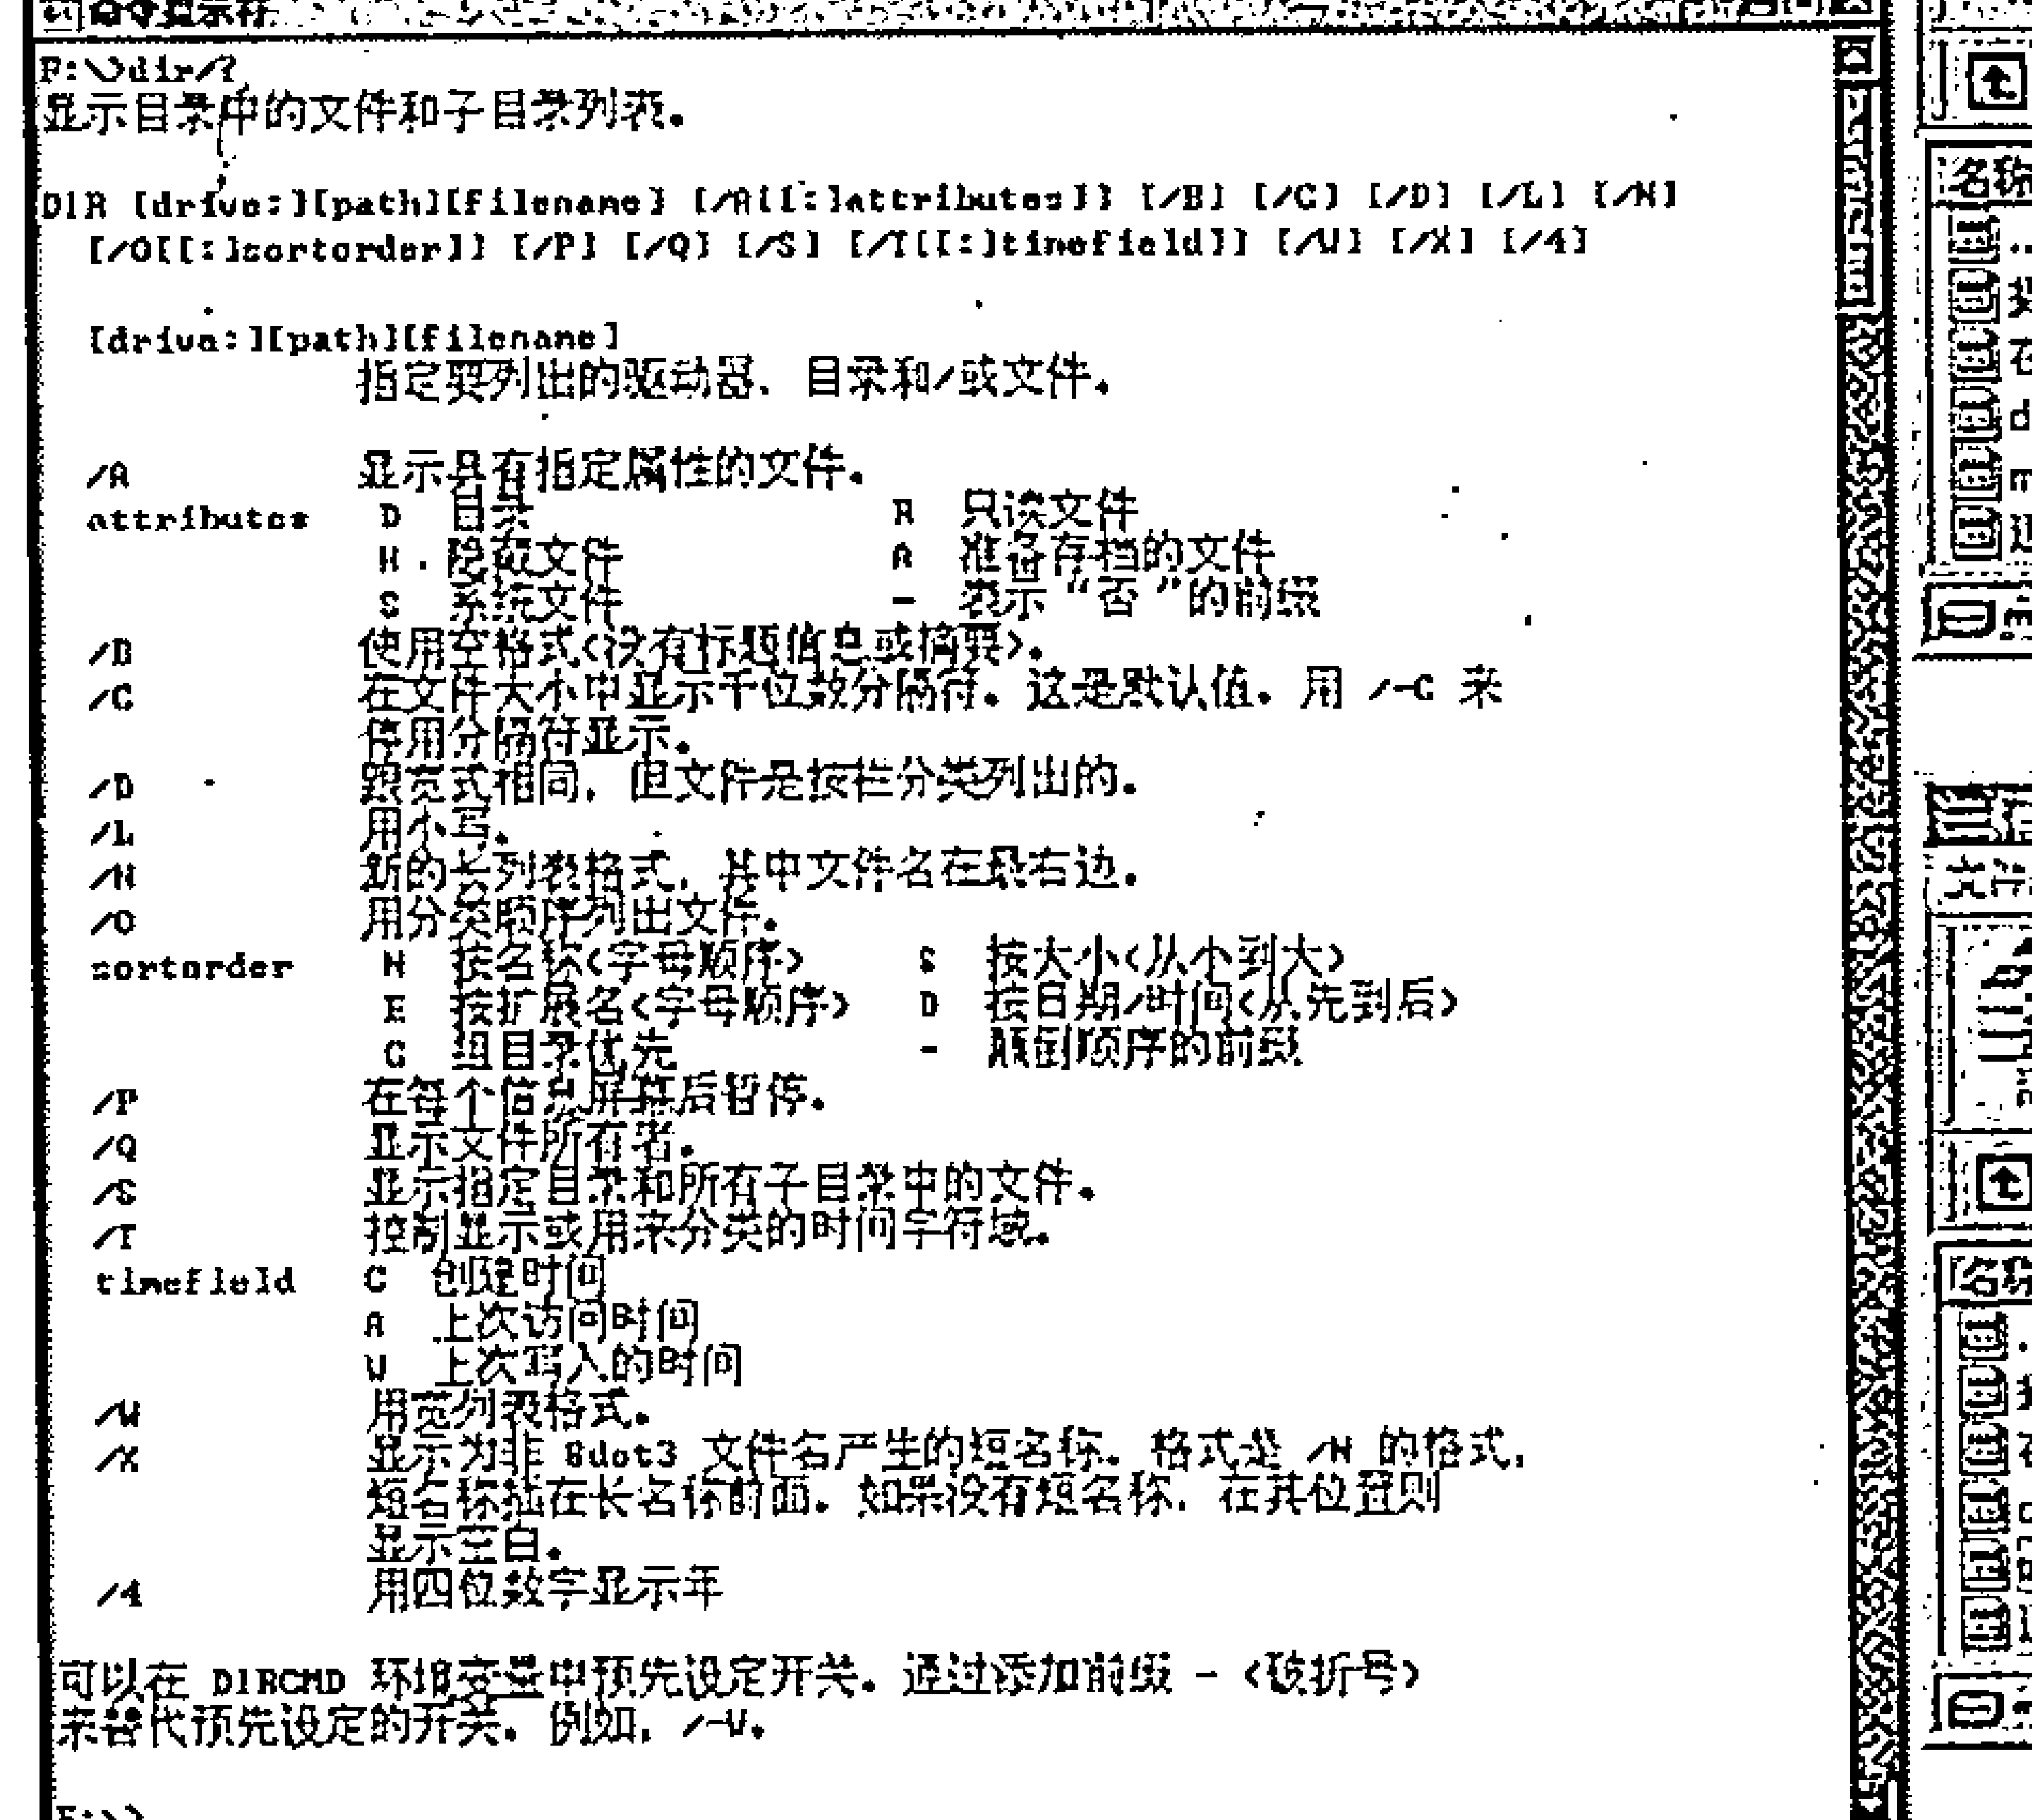 命令提示符
F:\>dir/?
显示目录中的文件和子目录列表。
DIR [drive:][path][filename] [/A[[:]attributes]] [/B] [/C] [/D] [/L] [/N]
[/O[[:]sortorder]] [/P] [/Q] [/S] [/T[[:]timefield]] [/W] [/X] [/4]
[drive:][path][filename]
指定要列出的驱动器、目录和/或文件。
/A 显示具有指定属性的文件。
attributes D 目录 R 只读文件
H 隐藏文件 A 准备存档的文件
S 系统文件 - 表示“否”的前缀
/B 使用空格式(没有标题信息或摘要)。
/C 在文件大小中显示千位数分隔符。这是默认值。用 /-C 来
停用分隔符显示。
/D 跟宽式相同，但文件是按栏分类列出的。
/L 用小写。
/N 新的长列表格式，其中文件名在最右边。
/O 用分类顺序列出文件。
sortorder N 按名称(字母顺序) S 按大小(从小到大)
E 按扩展名(字母顺序) D 按日期/时间(从先到后)
G 组目录优先 - 颠倒顺序的前缀
/P 在每个信息屏幕后暂停。
/Q 显示文件所有者。
/S 显示指定目录和所有子目录中的文件。
/T 控制显示或用来分类的时间字符域。
timefield C 创建时间
A 上次访问时间
W 上次写入的时间
/W 用宽列表格式。
/X 显示为非 8dot3 文件名产生的短名称。格式是 /N 的格式，
短名称插在长名称前面。如果没有短名称，在其位置则
显示空白。
/4 用四位数字显示年
可以在 DIRCMD 环境变量中预先设定开关。通过添加前缀 - (破折号)
来替代预先设定的开关。例如，/-W。
F:\>
名称